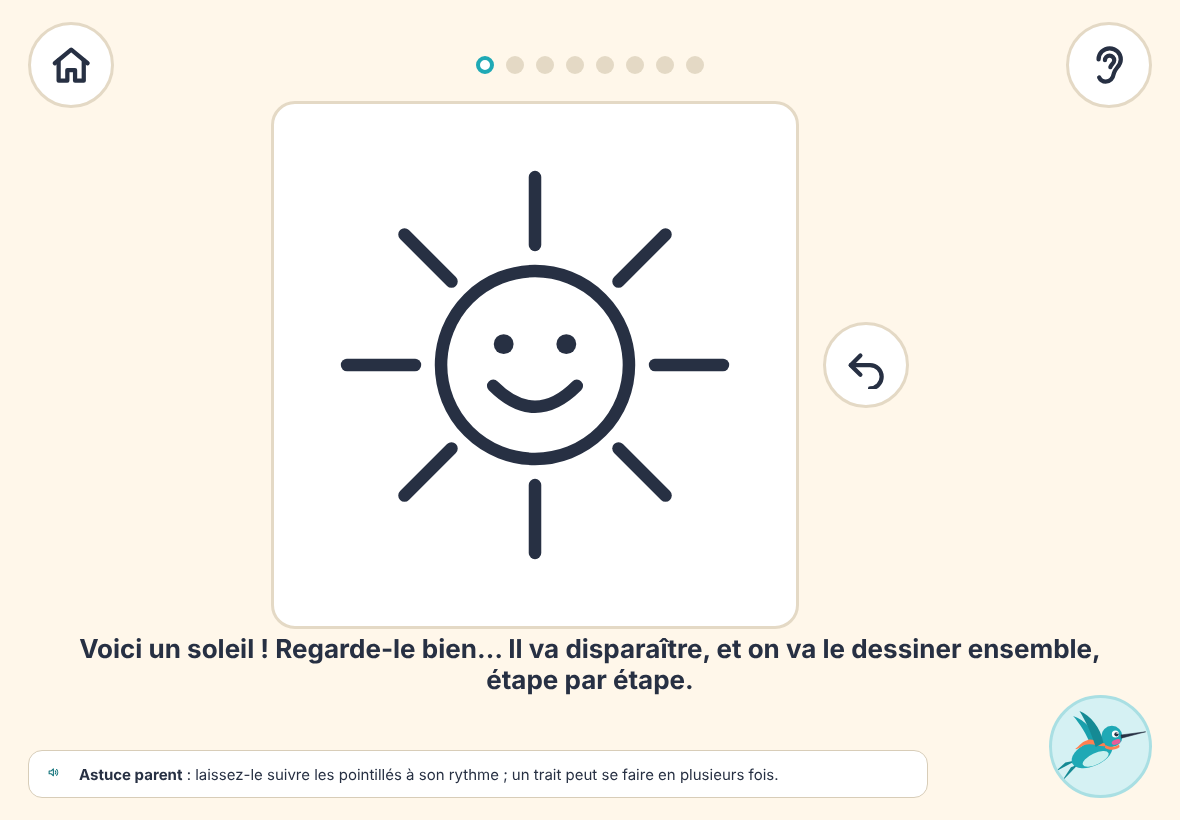 Voici un soleil ! Regarde-le bien… Il va disparaître, et on va le dessiner ensemble,
étape par étape.
Astuce parent : laissez-le suivre les pointillés à son rythme ; un trait peut se faire en plusieurs fois.